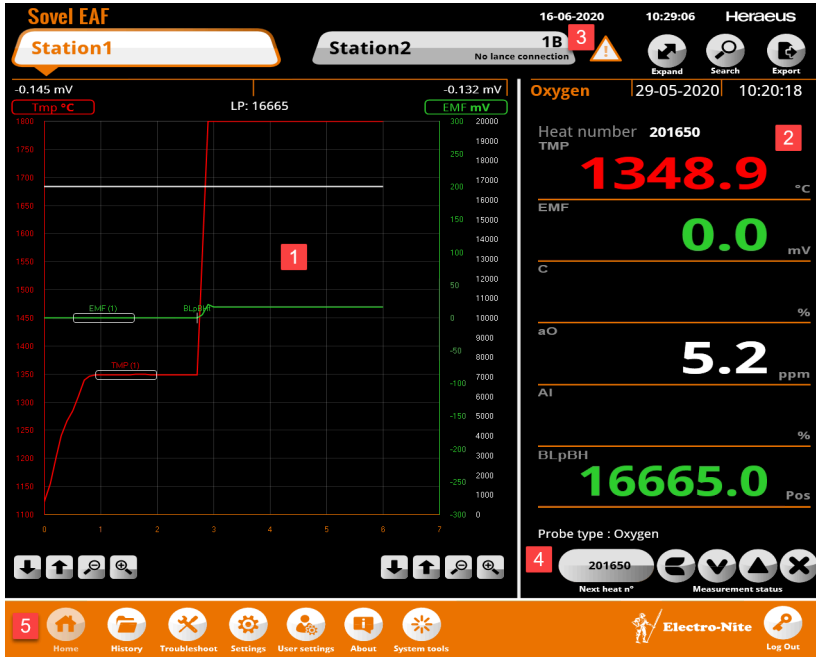 Sovel EAF
16-06-2020 10:29:06 Heraeus
Station1
Station2 1B
No lance connection
3
Expand Search Export
-0.145 mV -0.132 mV
Tmp °C LP: 16665 EMF mV
Oxygen 29-05-2020 10:20:18
Heat number 201650
2
TMP
1348.9 °C
EMF
0.0 mV
C
%
aO
5.2 ppm
Al
%
BLpBH
16665.0 Pos
Probe type : Oxygen
4
201650
Next heat n° Measurement status
1800 300 20000
19000
1750 250
18000
1700 200 17000
1650 16000
150 15000
1600
14000
1550 100 13000
1
1500 12000
50
11000
EMF (1) BLpBH
1450 0 10000
9000
1400 -50
8000
TMP (1)
1350 -100 7000
1300 6000
-150 5000
1250
4000
1200 -200
3000
1150 -250 2000
1000
1100 -300 0
0 1 2 3 4 5 6 7
5
Home History Troubleshoot Settings User settings About System tools
Electro-Nite
Log Out